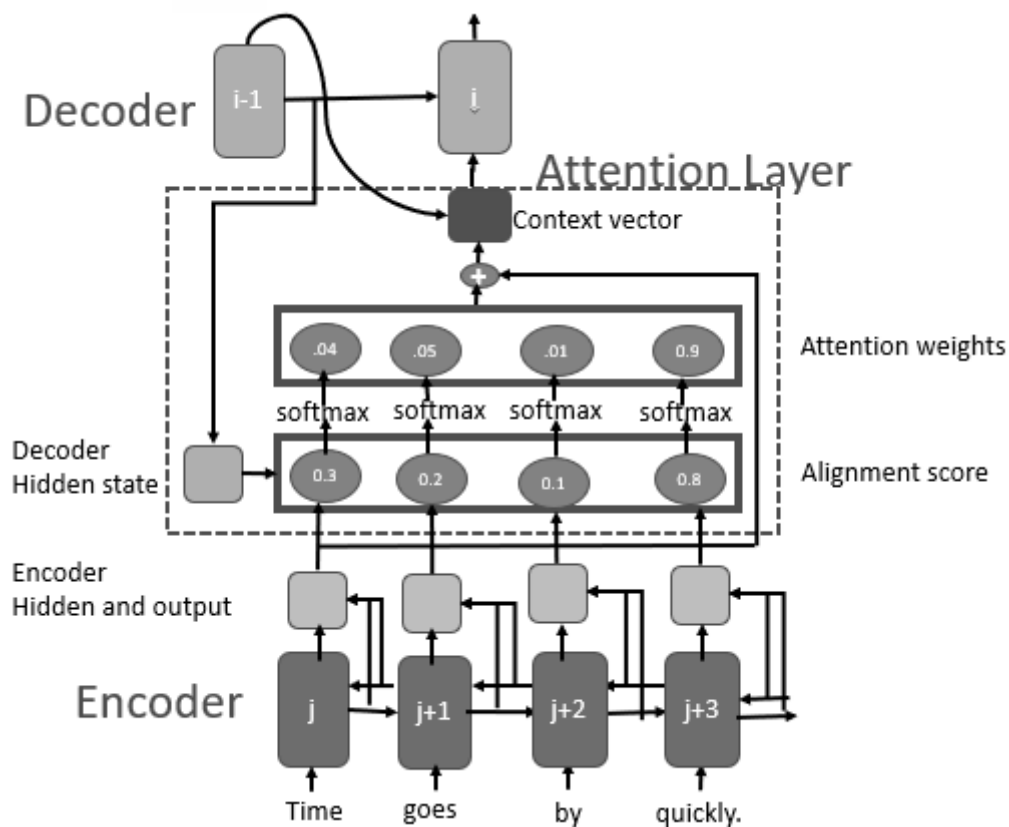 i-1
i
Decoder
Attention Layer
Context vector
+
.04 .05 .01 0.9
Attention weights
softmax softmax softmax softmax
Decoder
Hidden state
0.3 0.2 0.1 0.8
Alignment score
Encoder
Hidden and output
Encoder
j j+1 j+2 j+3
Time goes by quickly.